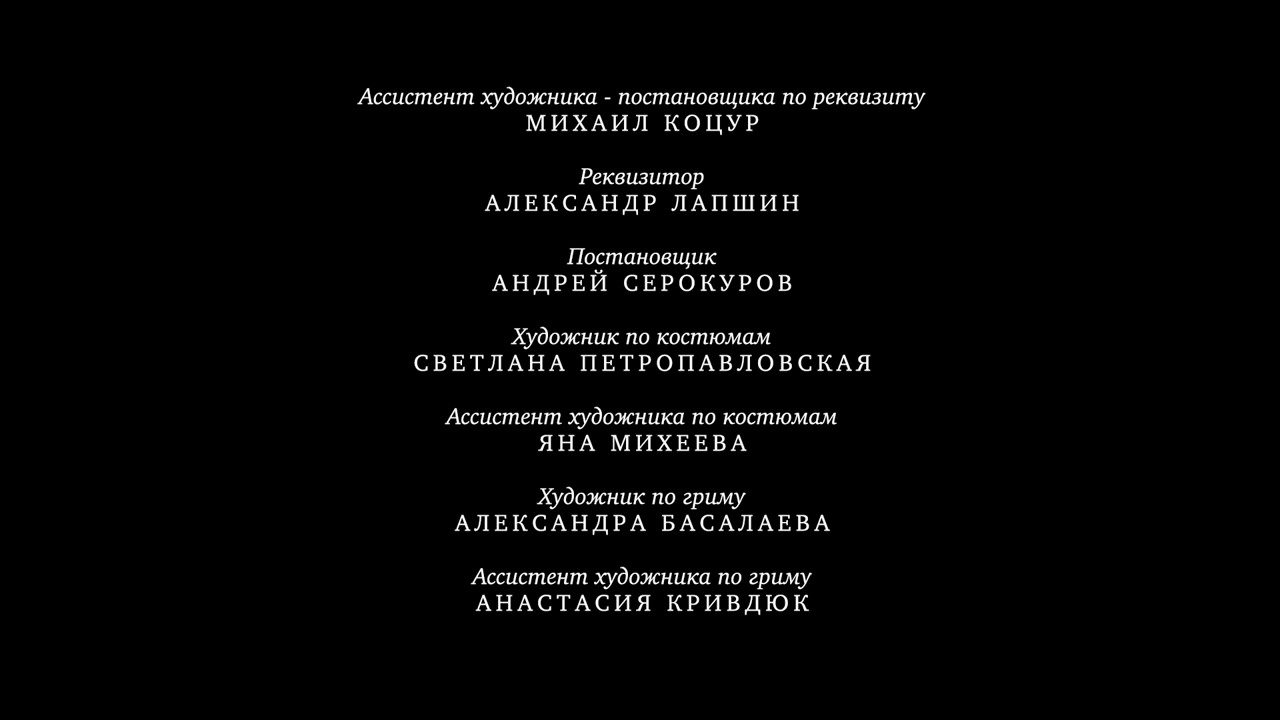 Ассистент художника - постановщика по реквизиту
МИХАИЛ КОЦУР
Реквизитор
АЛЕКСАНДР ЛАПШИН
Постановщик
АНДРЕЙ СЕРОКУРОВ
Художник по костюмам
СВЕТЛАНА ПЕТРОПАВЛОВСКАЯ
Ассистент художника по костюмам
ЯНА МИХЕЕВА
Художник по гриму
АЛЕКСАНДРА БАСАЛАЕВА
Ассистент художника по гриму
АНАСТАСИЯ КРИВДЮК